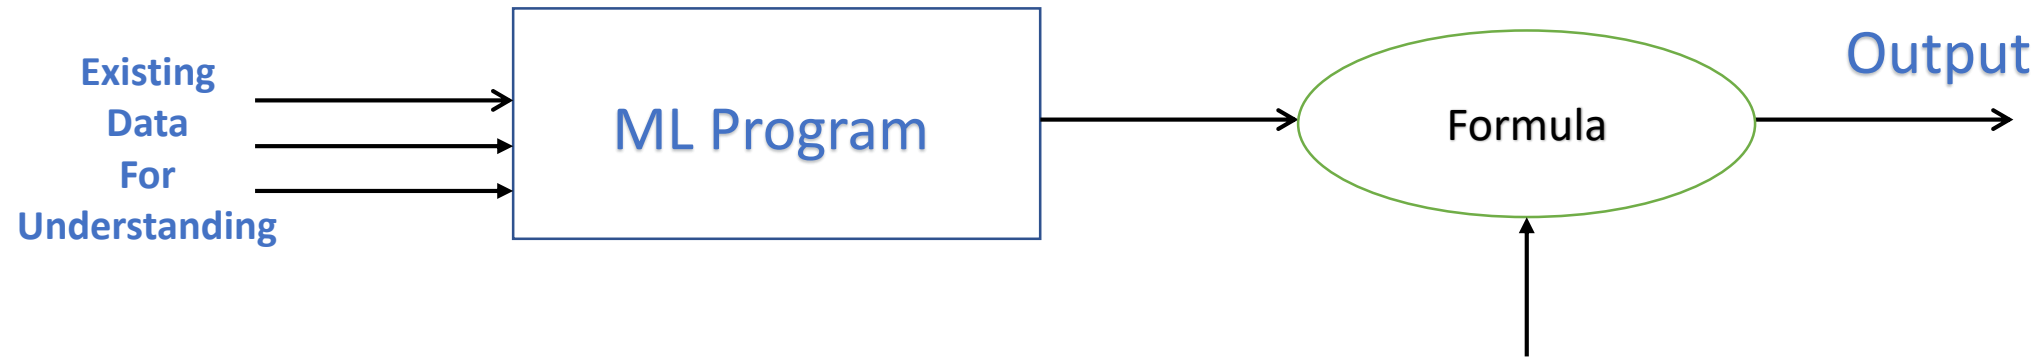 Existing
Data
For
Understanding
ML Program
Formula
Output